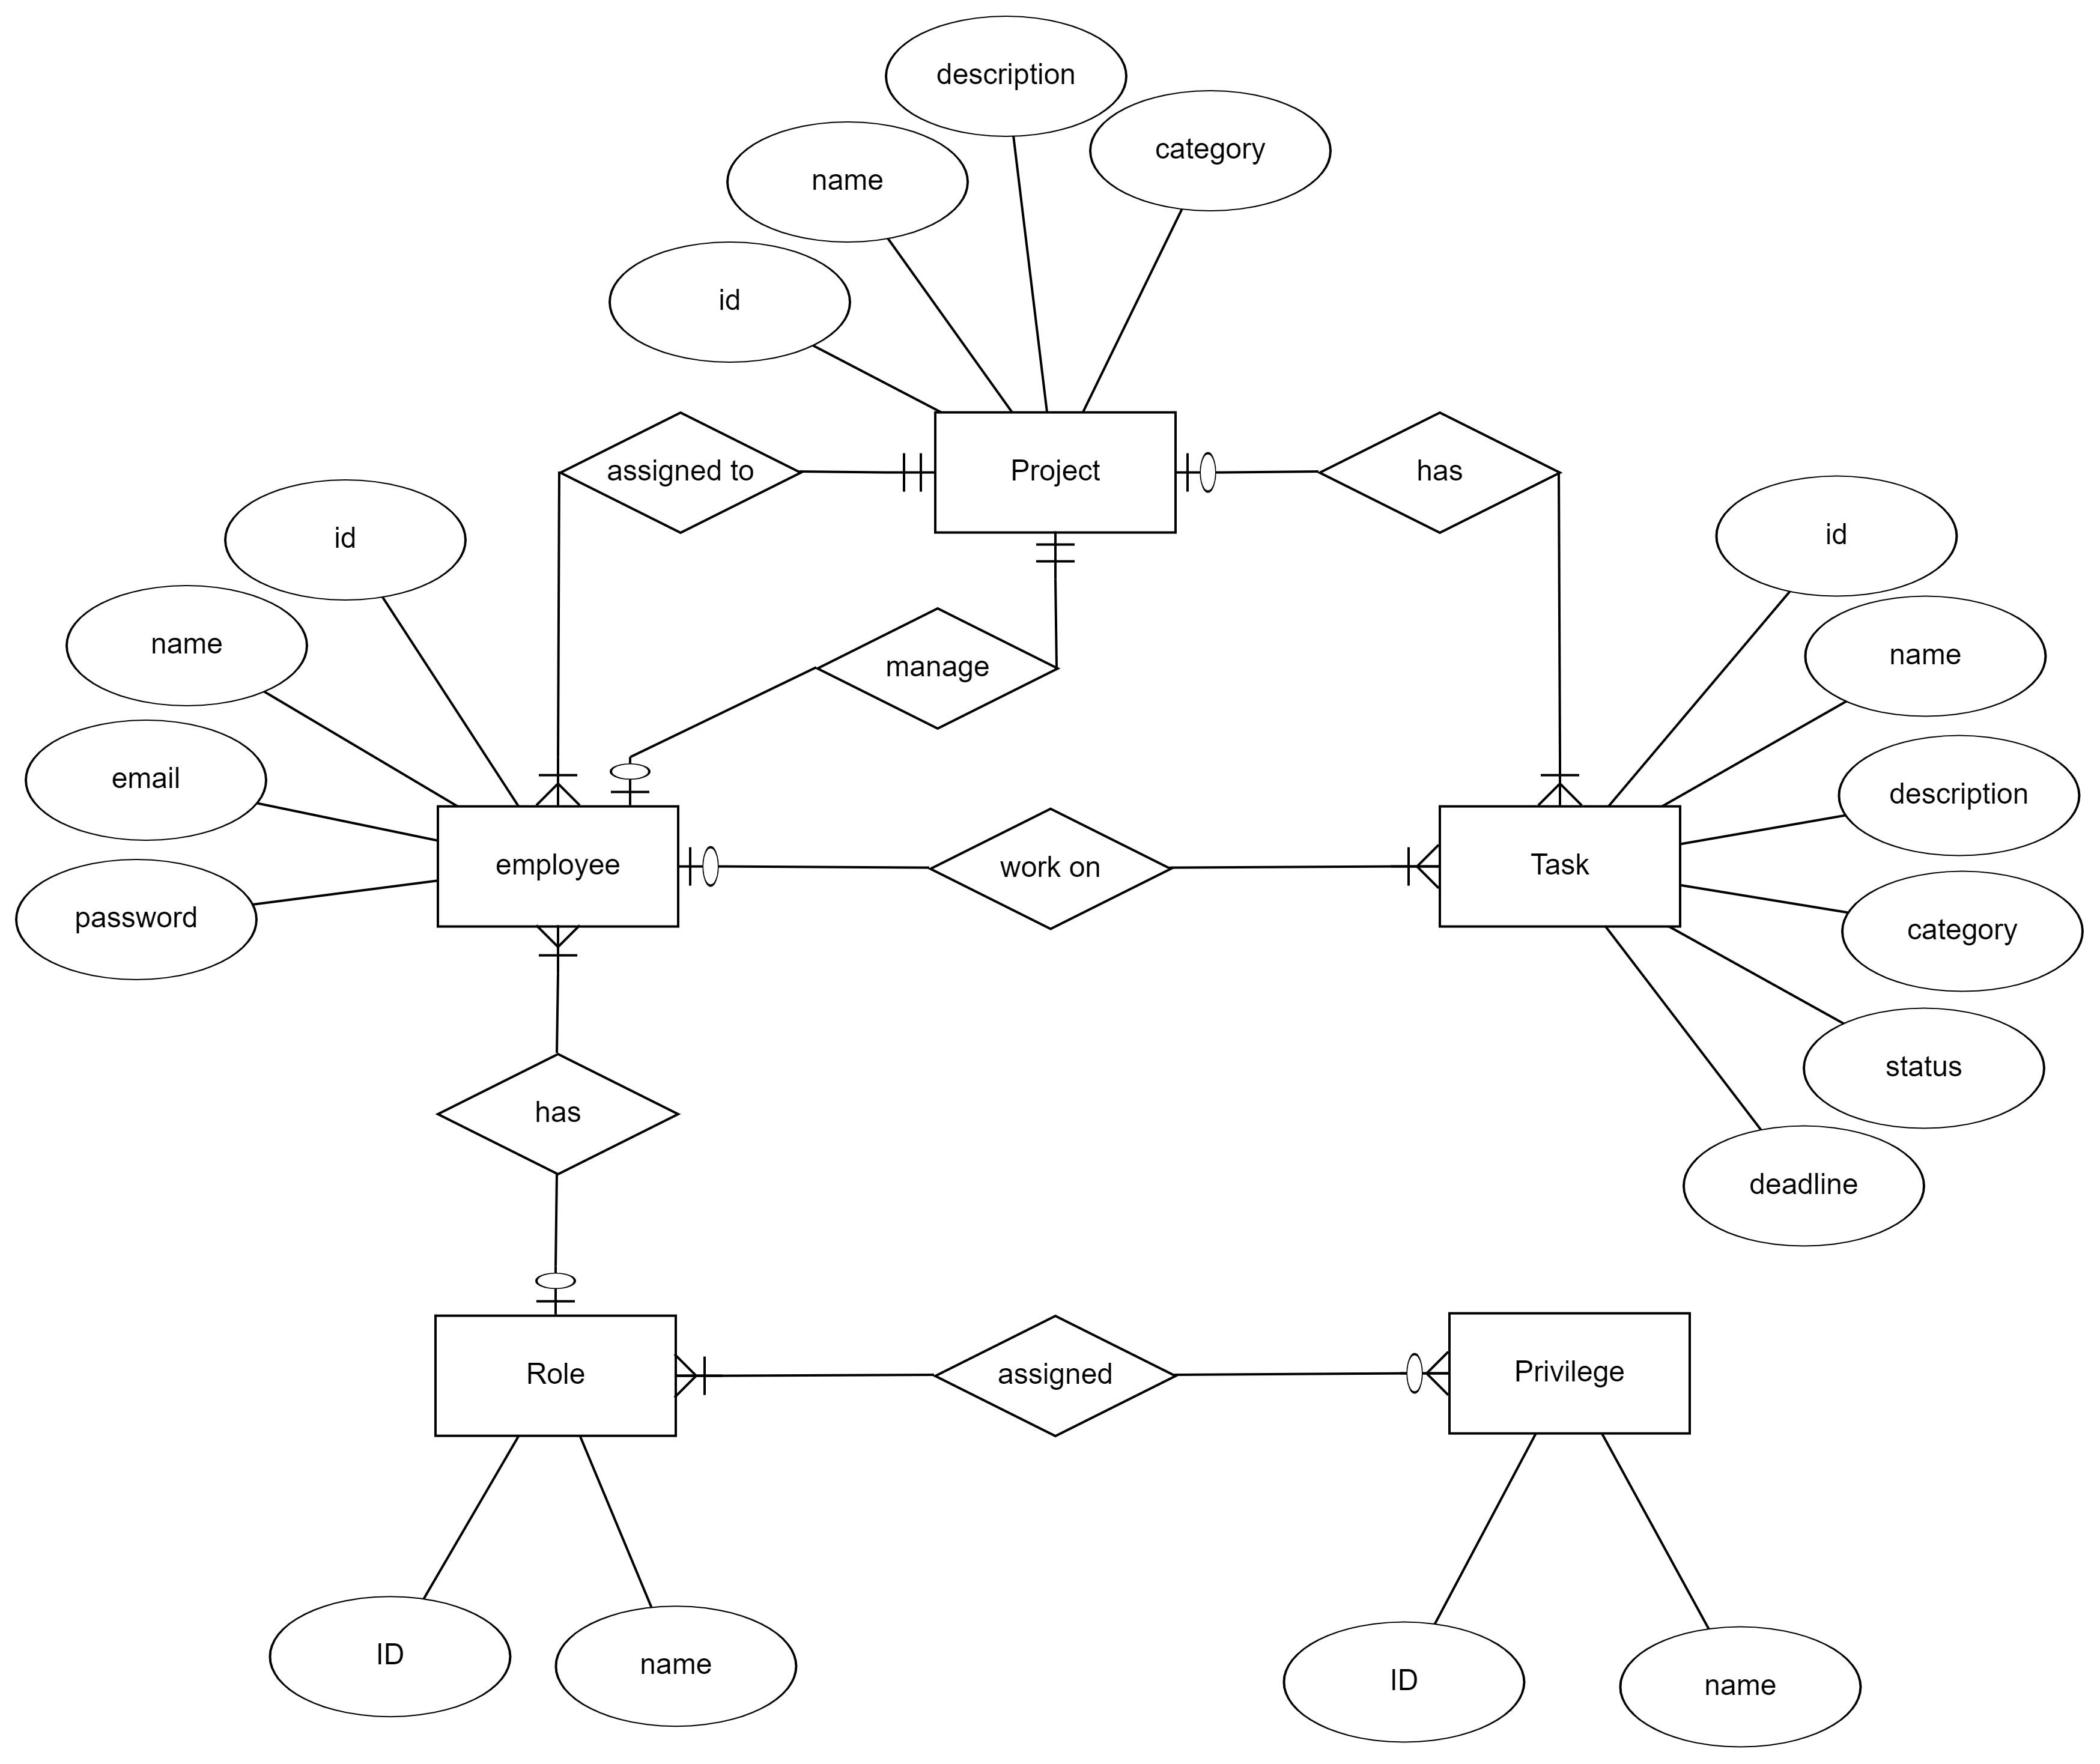 description
category
name
id
assigned to
Project
has
id
id
name
name
manage
email
description
employee
work on
Task
password
category
status
has
deadline
Role
assigned
Privilege
ID
name
ID
name